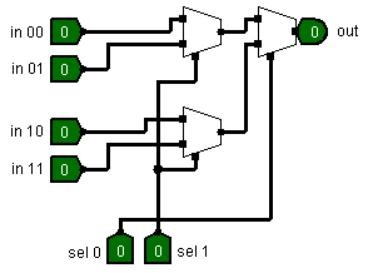 in 00 0
0 out
in 01 0
in 10 0
in 11 0
sel 0 0 0 sel 1